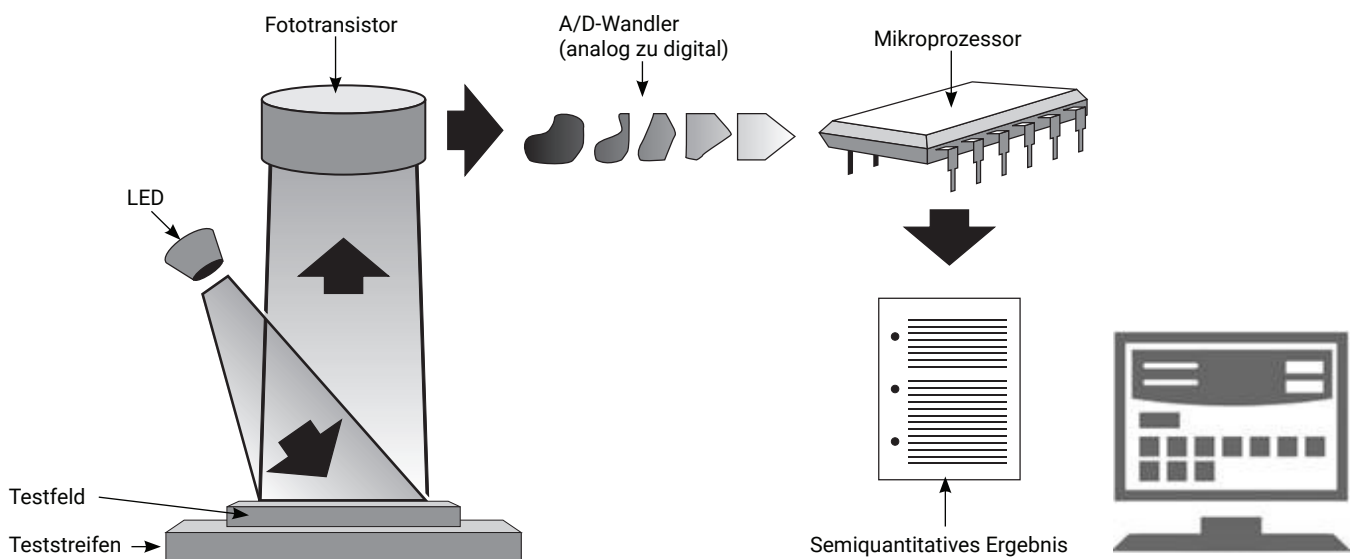 Fototransistor
A/D-Wandler
(analog zu digital)
Mikroprozessor
LED
Testfeld
Teststreifen
Semiquantitatives Ergebnis